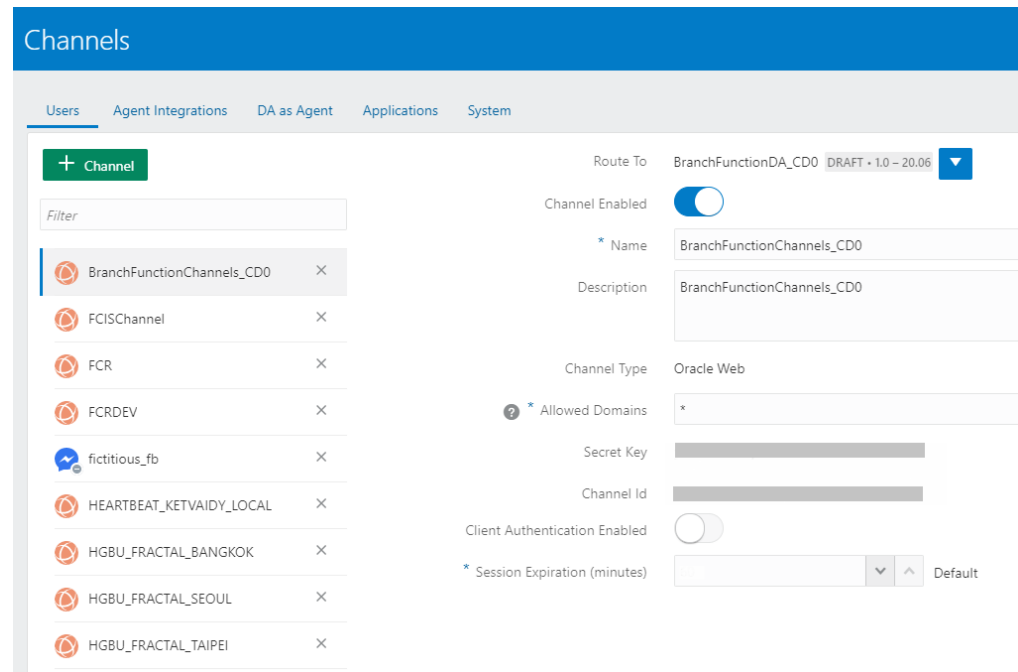 Channels
Users Agent Integrations DA as Agent Applications System
+ Channel
Filter
BranchFunctionChannels_CD0
FCISChannel
FCR
FCRDEV
fictitious_fb
HEARTBEAT_KETVAIDY_LOCAL
HGBU_FRACTAL_BANGKOK
HGBU_FRACTAL_SEOUL
HGBU_FRACTAL_TAIPEI
Route To BranchFunctionDA_CD0 DRAFT • 1.0 – 20.06
Channel Enabled
* Name BranchFunctionChannels_CD0
Description BranchFunctionChannels_CD0
Channel Type Oracle Web
? * Allowed Domains *
Secret Key
Channel Id
Client Authentication Enabled
* Session Expiration (minutes) Default